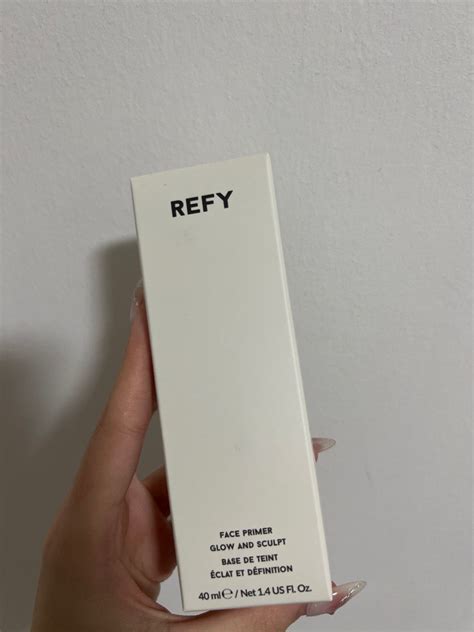 REFY
FACE PRIMER
GLOW AND SCULPT
BASE DE TEINT
ÉCLAT ET DÉFINITION
40 ml℮ / Net 1.4 US Fl. Oz.